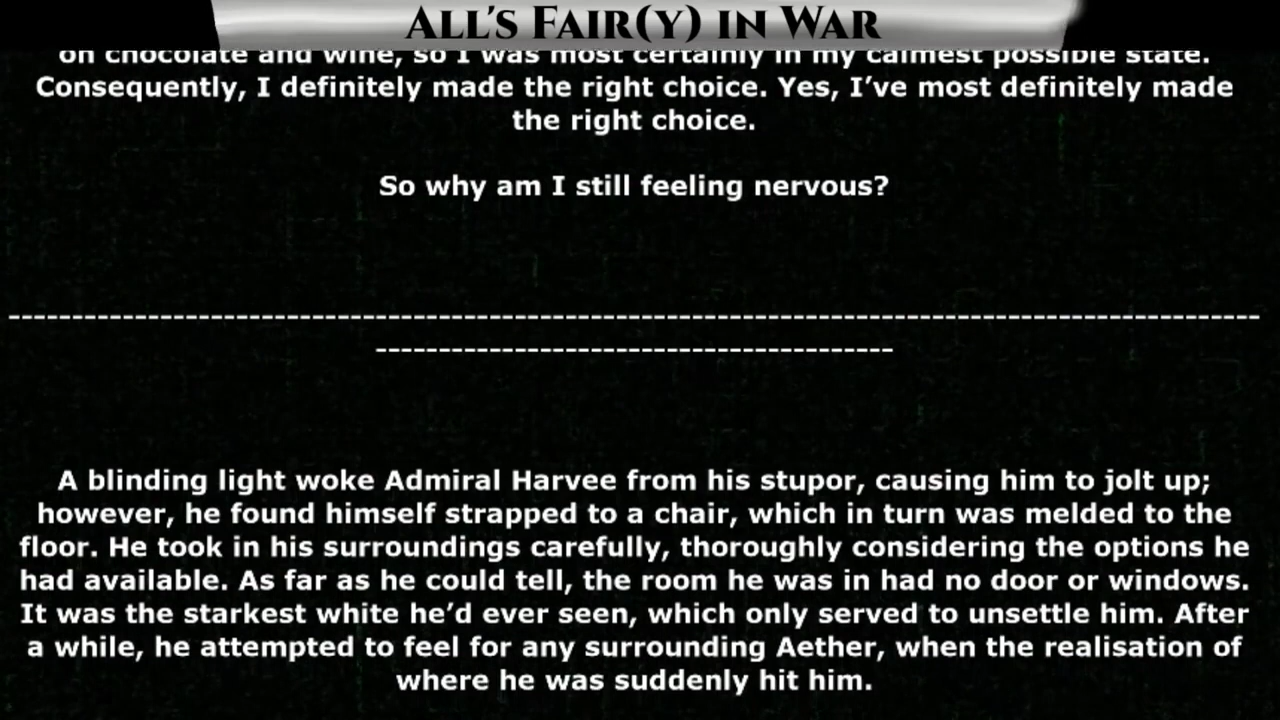 ALL'S FAIR(Y) IN WAR
on chocolate and wine, so I was most certainly in my calmest possible state.
Consequently, I definitely made the right choice. Yes, I’ve most definitely made
the right choice.
So why am I still feeling nervous?
----------------------------------------------------------------------------------------------------
-----------------------------------------
A blinding light woke Admiral Harvee from his stupor, causing him to jolt up;
however, he found himself strapped to a chair, which in turn was melded to the
floor. He took in his surroundings carefully, thoroughly considering the options he
had available. As far as he could tell, the room he was in had no door or windows.
It was the starkest white he’d ever seen, which only served to unsettle him. After
a while, he attempted to feel for any surrounding Aether, when the realisation of
where he was suddenly hit him.